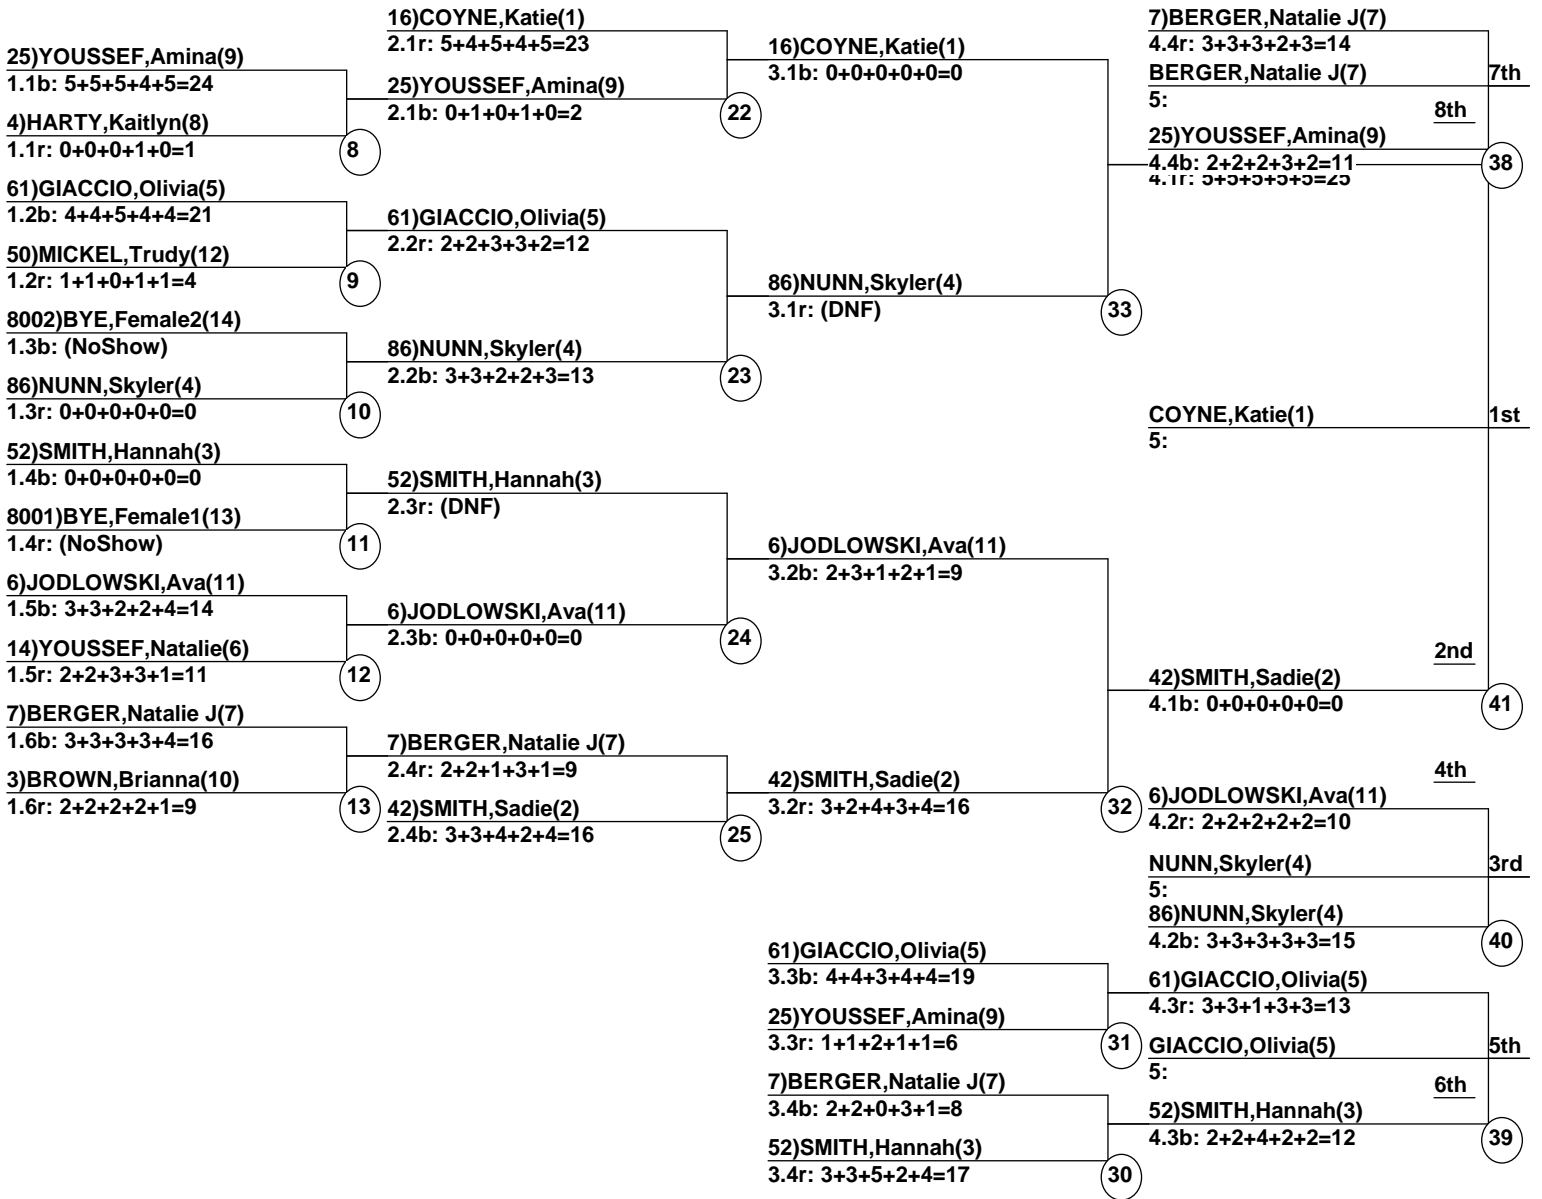 25)YOUSSEF,Amina(9)
1.1b: 5+5+5+4+5=24
4)HARTY,Kaitlyn(8)
1.1r: 0+0+0+1+0=1
8
61)GIACCIO,Olivia(5)
1.2b: 4+4+5+4+4=21
50)MICKEL,Trudy(12)
1.2r: 1+1+0+1+1=4
9
8002)BYE,Female2(14)
1.3b: (NoShow)
86)NUNN,Skyler(4)
1.3r: 0+0+0+0+0=0
10
52)SMITH,Hannah(3)
1.4b: 0+0+0+0+0=0
8001)BYE,Female1(13)
1.4r: (NoShow)
11
6)JODLOWSKI,Ava(11)
1.5b: 3+3+2+2+4=14
14)YOUSSEF,Natalie(6)
1.5r: 2+2+3+3+1=11
12
7)BERGER,Natalie J(7)
1.6b: 3+3+3+3+4=16
3)BROWN,Brianna(10)
1.6r: 2+2+2+2+1=9
13
16)COYNE,Katie(1)
2.1r: 5+4+5+4+5=23
25)YOUSSEF,Amina(9)
2.1b: 0+1+0+1+0=2
22
61)GIACCIO,Olivia(5)
2.2r: 2+2+3+3+2=12
86)NUNN,Skyler(4)
2.2b: 3+3+2+2+3=13
23
52)SMITH,Hannah(3)
2.3r: (DNF)
6)JODLOWSKI,Ava(11)
2.3b: 0+0+0+0+0=0
24
7)BERGER,Natalie J(7)
2.4r: 2+2+1+3+1=9
42)SMITH,Sadie(2)
2.4b: 3+3+4+2+4=16
25
16)COYNE,Katie(1)
3.1b: 0+0+0+0+0=0
86)NUNN,Skyler(4)
3.1r: (DNF)
33
6)JODLOWSKI,Ava(11)
3.2b: 2+3+1+2+1=9
42)SMITH,Sadie(2)
3.2r: 3+2+4+3+4=16
32
61)GIACCIO,Olivia(5)
3.3b: 4+4+3+4+4=19
25)YOUSSEF,Amina(9)
3.3r: 1+1+2+1+1=6
31
7)BERGER,Natalie J(7)
3.4b: 2+2+0+3+1=8
52)SMITH,Hannah(3)
3.4r: 3+3+5+2+4=17
30
7)BERGER,Natalie J(7)
4.4r: 3+3+3+2+3=14
BERGER,Natalie J(7)
7th
5:
8th
25)YOUSSEF,Amina(9)
4.4b: 2+2+2+3+2=11
38
4.1r: 5+5+5+5+5=25
COYNE,Katie(1)
1st
5:
2nd
42)SMITH,Sadie(2)
4.1b: 0+0+0+0+0=0
41
4th
6)JODLOWSKI,Ava(11)
4.2r: 2+2+2+2+2=10
NUNN,Skyler(4)
3rd
5:
86)NUNN,Skyler(4)
4.2b: 3+3+3+3+3=15
40
61)GIACCIO,Olivia(5)
4.3r: 3+3+1+3+3=13
GIACCIO,Olivia(5)
5th
5:
6th
52)SMITH,Hannah(3)
4.3b: 2+2+4+2+2=12
39